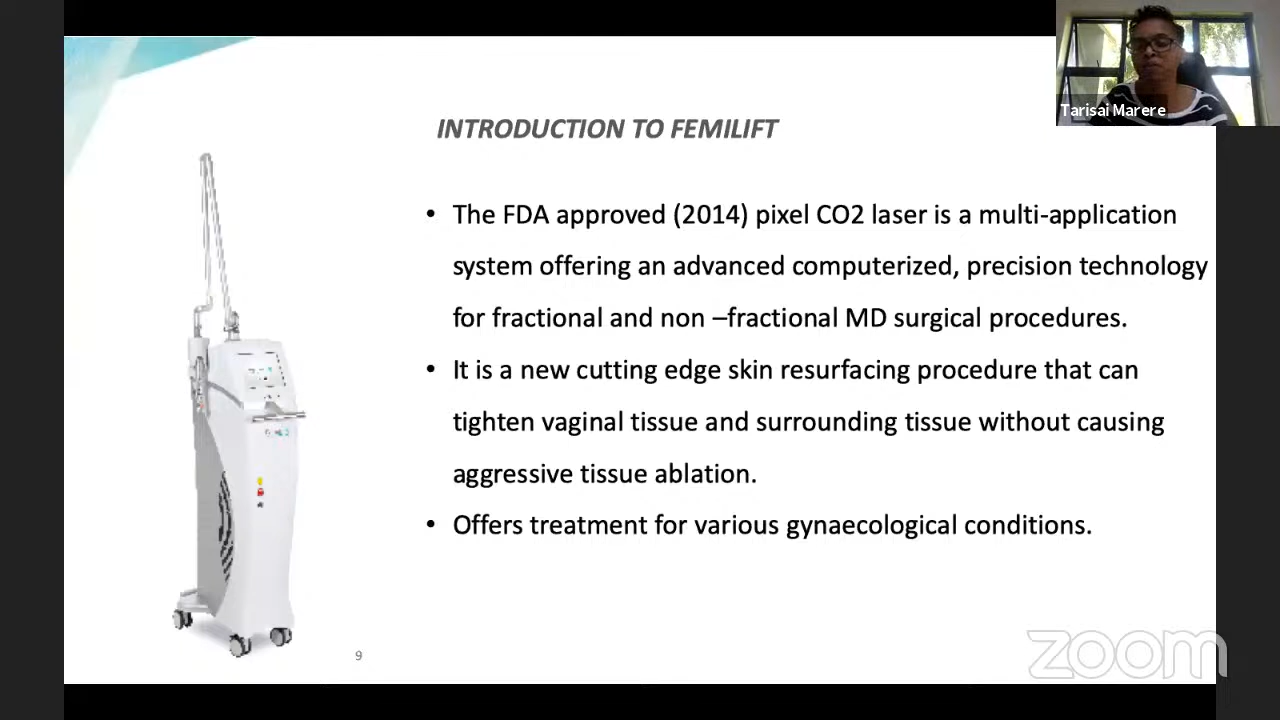 Tarisai Marere
INTRODUCTION TO FEMILIFT
• The FDA approved (2014) pixel CO2 laser is a multi-application
system offering an advanced computerized, precision technology
for fractional and non –fractional MD surgical procedures.
• It is a new cutting edge skin resurfacing procedure that can
tighten vaginal tissue and surrounding tissue without causing
aggressive tissue ablation.
• Offers treatment for various gynaecological conditions.
9
zoom